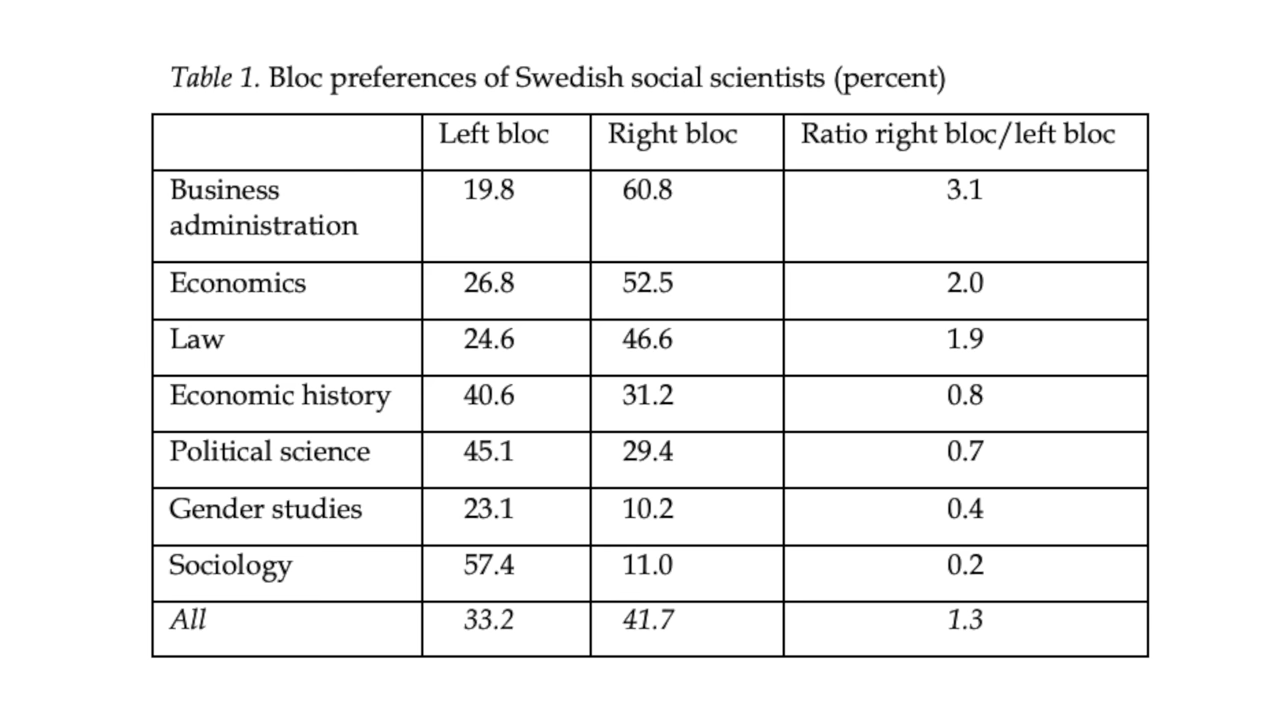 Table 1. Bloc preferences of Swedish social scientists (percent)
Left bloc Right bloc Ratio right bloc/left bloc
Business administration 19.8 60.8 3.1
Economics 26.8 52.5 2.0
Law 24.6 46.6 1.9
Economic history 40.6 31.2 0.8
Political science 45.1 29.4 0.7
Gender studies 23.1 10.2 0.4
Sociology 57.4 11.0 0.2
All 33.2 41.7 1.3